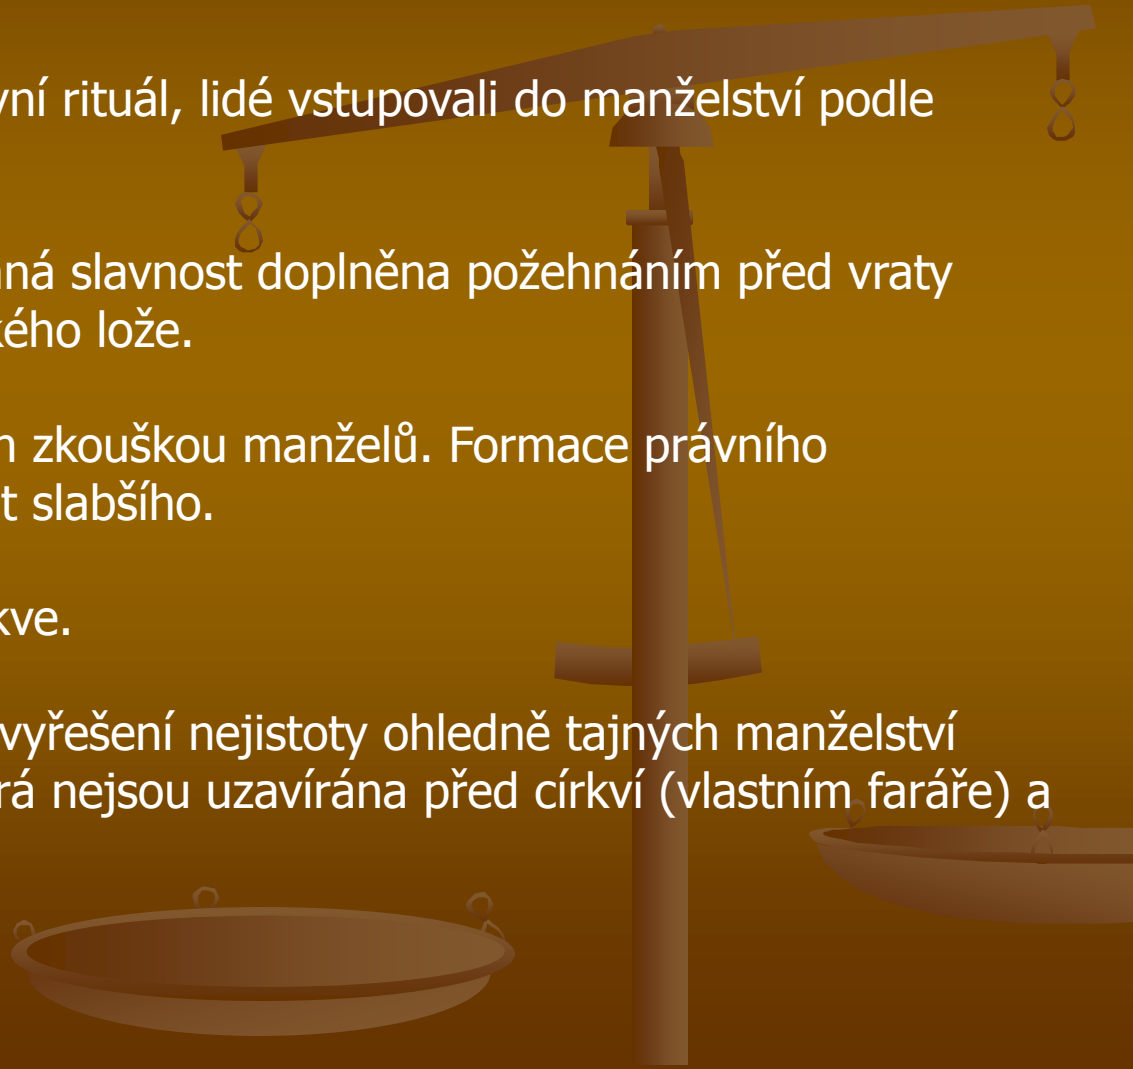 vní rituál, lidé vstupovali do manželství podle
ná slavnost doplněna požehnáním před vraty
kého lože.
zkouškou manželů. Formace právního
t slabšího.
kve.
vyřešení nejistoty ohledně tajných manželství
rá nejsou uzavírána před církví (vlastním faráře) a